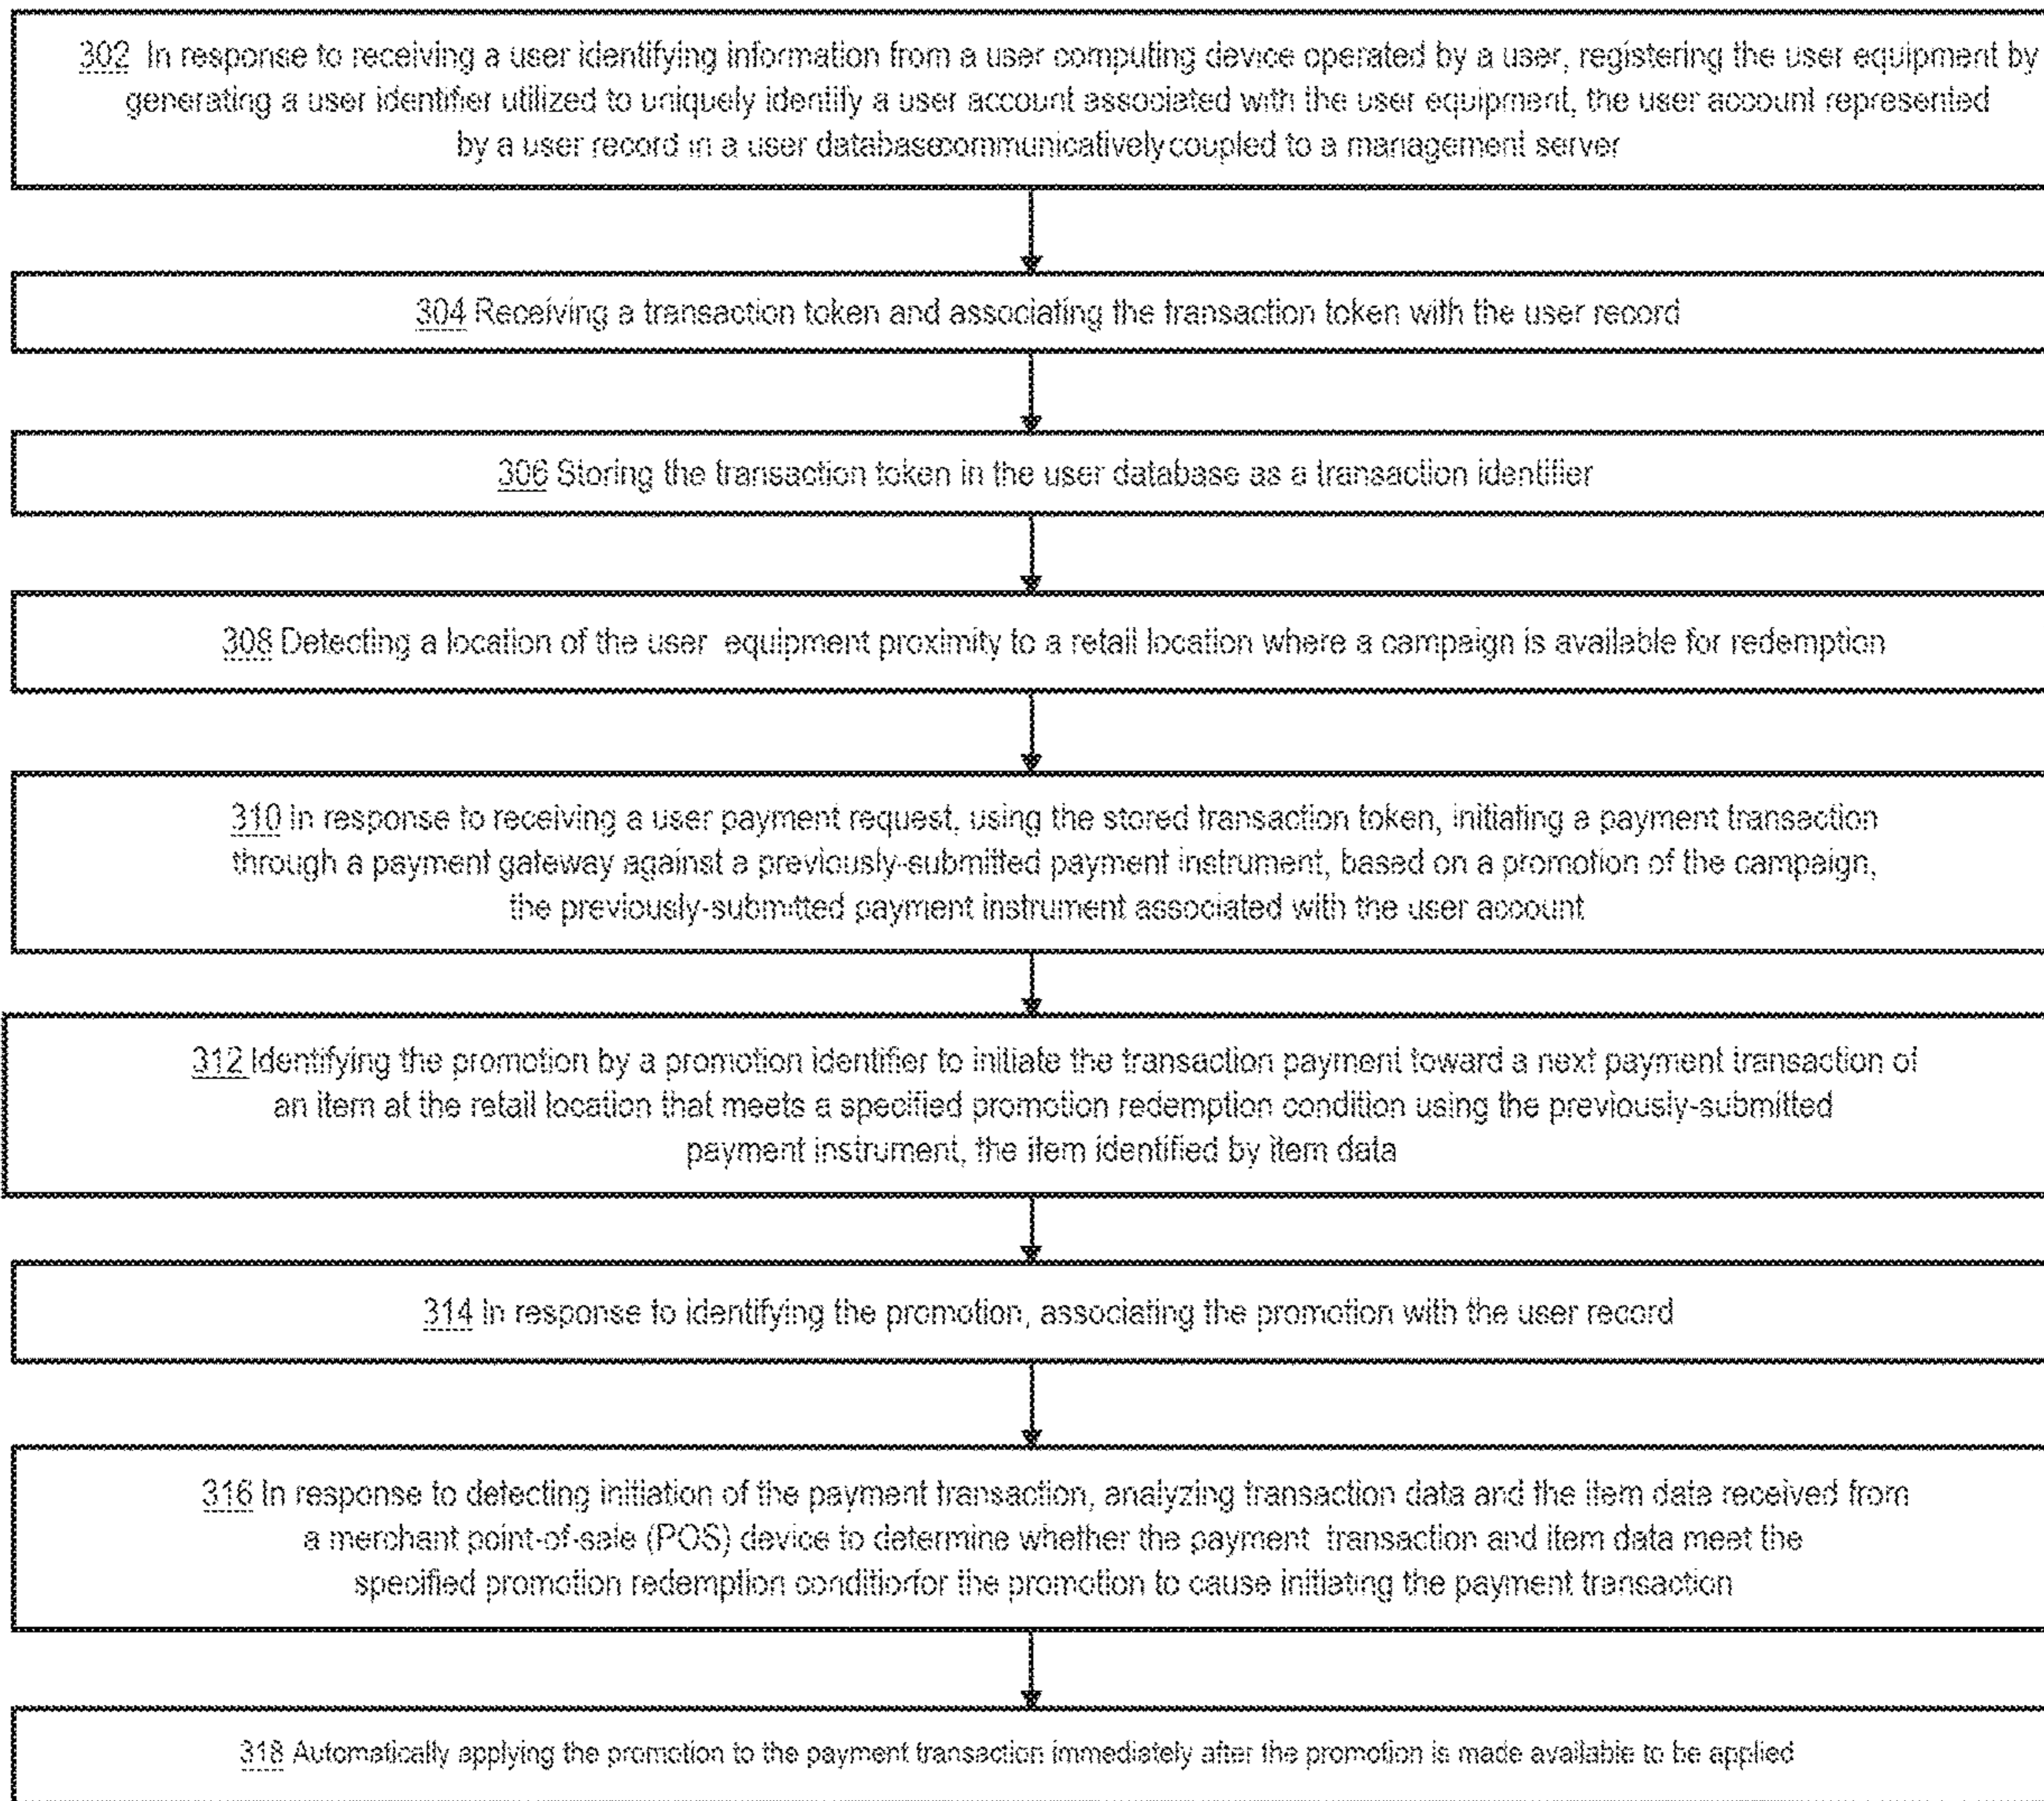 302 In response to receiving a user identifying information from a user computing device operated by a user, registering the user equipment by
generating a user identifier utilized to uniquely identify a user account associated with the user equipment, the user account represented
by a user record in a user databasecommunicatively coupled to a management server
304 Receiving a transaction token and associating the transaction token with the user record
306 Storing the transaction token in the user database as a transaction identifier
308 Detecting a location of the user equipment proximity to a retail location where a campaign is available for redemption
310 In response to receiving a user payment request, using the stored transaction token, initiating a payment transaction
through a payment gateway against a previously-submitted payment instrument, based on a promotion of the campaign,
the previously-submitted payment instrument associated with the user account
312 Identifying the promotion by a promotion identifier to initiate the transaction payment toward a next payment transaction of
an item at the retail location that meets a specified promotion redemption condition using the previously-submitted
payment instrument, the item identified by item data
314 In response to identifying the promotion, associating the promotion with the user record
316 In response to detecting initiation of the payment transaction, analyzing transaction data and the item data received from
a merchant point-of-sale (POS) device to determine whether the payment transaction and item data meet the
specified promotion redemption conditionfor the promotion to cause initiating the payment transaction
318 Automatically applying the promotion to the payment transaction immediately after the promotion is made available to be applied